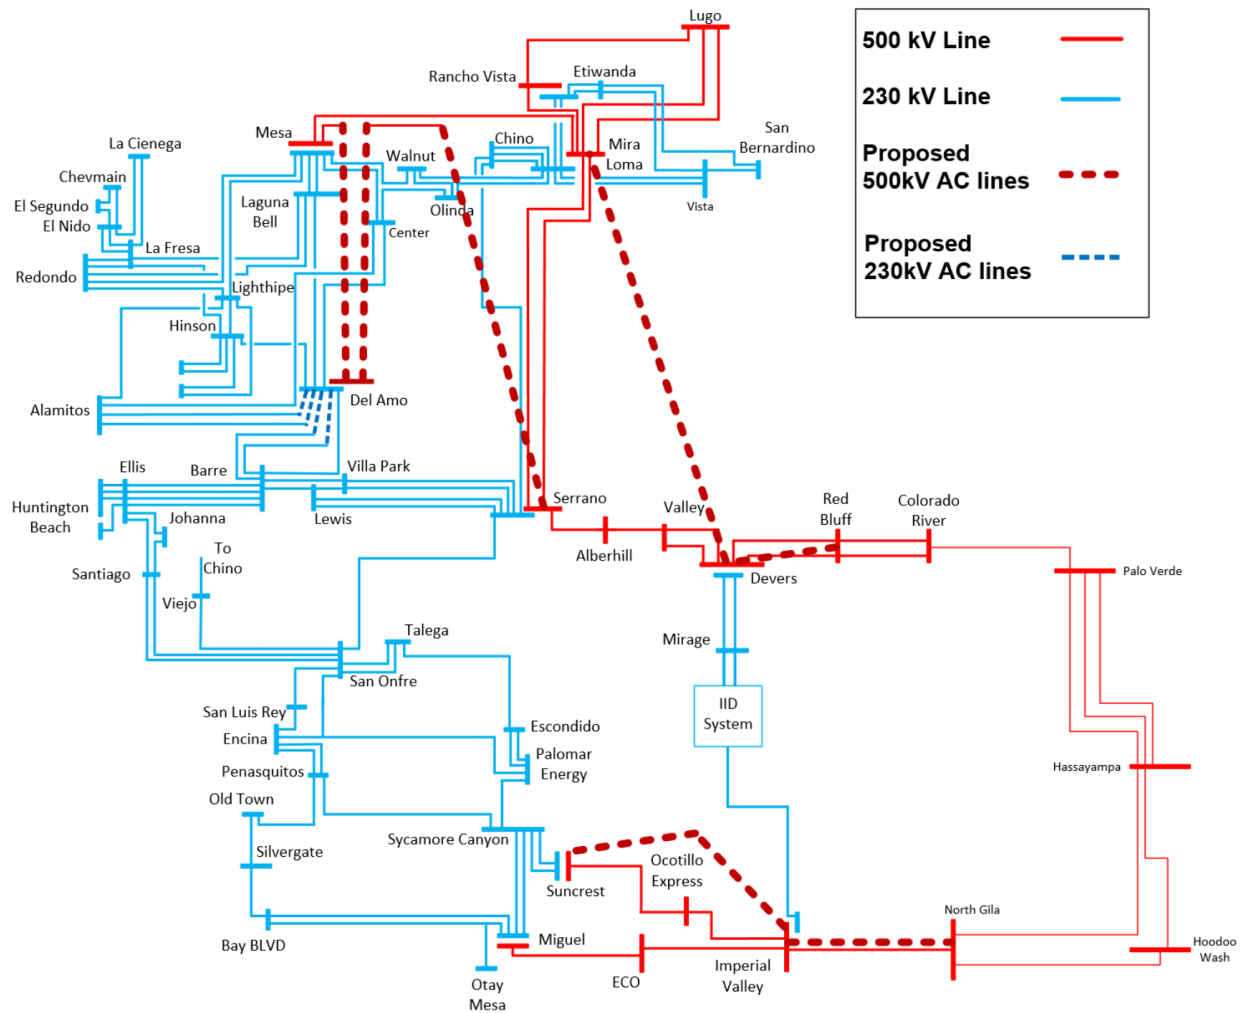 Lugo
500 kV Line
230 kV Line
Proposed
500kV AC lines
Proposed
230kV AC lines
Rancho Vista
Etiwanda
Mesa
La Cienega
Chino
Mira
Loma
San
Bernardino
Walnut
Chevmain
El Segundo
El Nido
Laguna
Bell
Olinda
Vista
Center
La Fresa
Redondo
Lighthipe
Hinson
Alamitos
Del Amo
Ellis
Barre
Villa Park
Huntington
Beach
Johanna
Lewis
Serrano
Valley
Red
Bluff
Colorado
River
Alberhill
To
Chino
Santiago
Viejo
Devers
Palo Verde
Talega
Mirage
San Onfre
IID
System
San Luis Rey
Encina
Escondido
Palomar
Energy
Hassayampa
Penasquitos
Old Town
Sycamore Canyon
Silvergate
Suncrest
Ocotillo
Express
North Gila
Bay BLVD
Miguel
Hoodoo
Wash
Imperial
Valley
ECO
Otay
Mesa